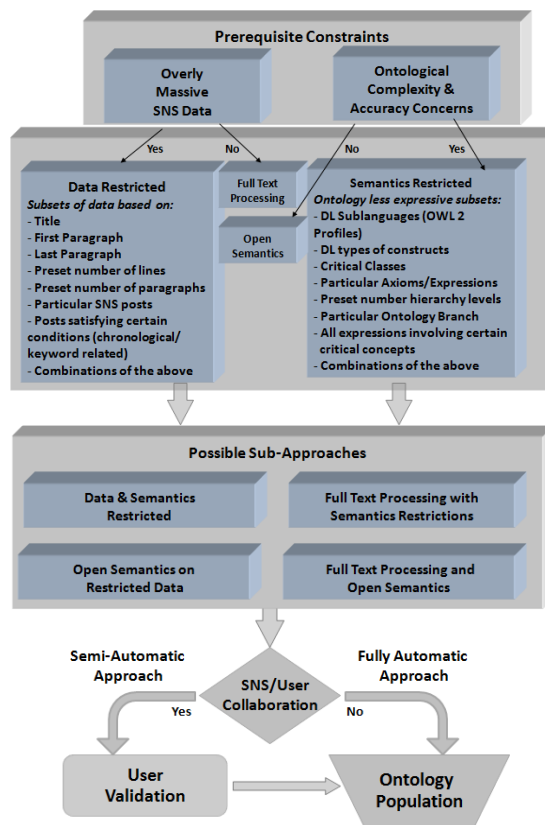 Prerequisite Constraints
Overly
Massive
SNS Data
Ontological
Complexity &
Accuracy Concerns
Yes
No
No
Yes
Data Restricted
Subsets of data based on:
- Title
- First Paragraph
- Last Paragraph
- Preset number of lines
- Preset number of paragraphs
- Particular SNS posts
- Posts satisfying certain
conditions (chronological/
keyword related)
- Combinations of the above
Full Text
Processing
Open
Semantics
Semantics Restricted
Ontology less expressive subsets:
- DL Sublanguages (OWL 2
Profiles)
- DL types of constructs
- Critical Classes
- Particular Axioms/Expressions
- Preset number hierarchy levels
- Particular Ontology Branch
- All expressions involving certain
critical concepts
- Combinations of the above
Possible Sub-Approaches
Data & Semantics
Restricted
Full Text Processing with
Semantics Restrictions
Open Semantics on
Restricted Data
Full Text Processing and
Open Semantics
Semi-Automatic
Approach
Fully Automatic
Approach
SNS/User
Collaboration
Yes
No
User
Validation
Ontology
Population